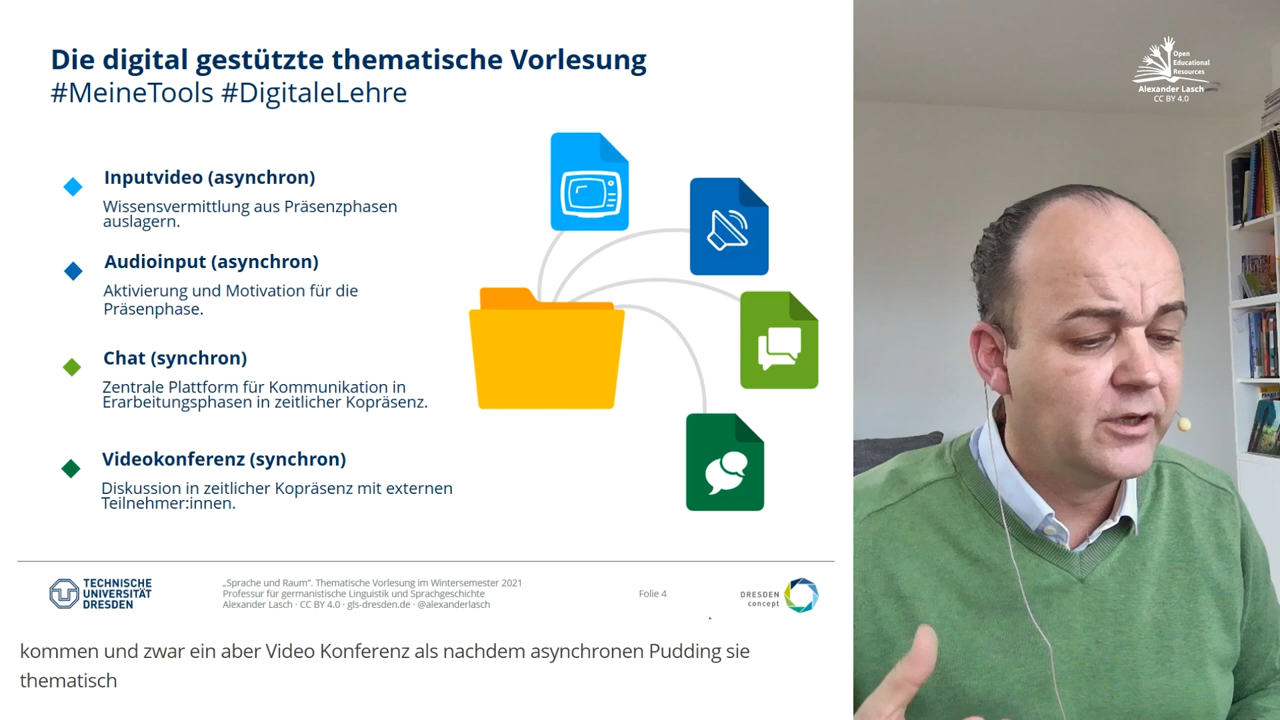 Die digital gestützte thematische Vorlesung
#MeineTools #DigitaleLehre
Inputvideo (asynchron)
Wissensvermittlung aus Präsenzphasen
auslagern.
Audioinput (asynchron)
Aktivierung und Motivation für die
Präsenphase.
Chat (synchron)
Zentrale Plattform für Kommunikation in
Erarbeitungsphasen in zeitlicher Kopräsenz.
Videokonferenz (synchron)
Diskussion in zeitlicher Kopräsenz mit externen
Teilnehmer:innen.
TECHNISCHE
UNIVERSITÄT
DRESDEN
„Sprache und Raum“. Thematische Vorlesung im Wintersemester 2021
Professur für germanistische Linguistik und Sprachgeschichte
Alexander Lasch · CC BY 4.0 · gls-dresden.de · @alexanderlasch
Folie 4
DRESDEN
concept
kommen und zwar ein aber Video Konferenz als nachdem asynchronen Pudding sie
thematisch
Open
Educational
Resources
Alexander Lasch
CC BY 4.0